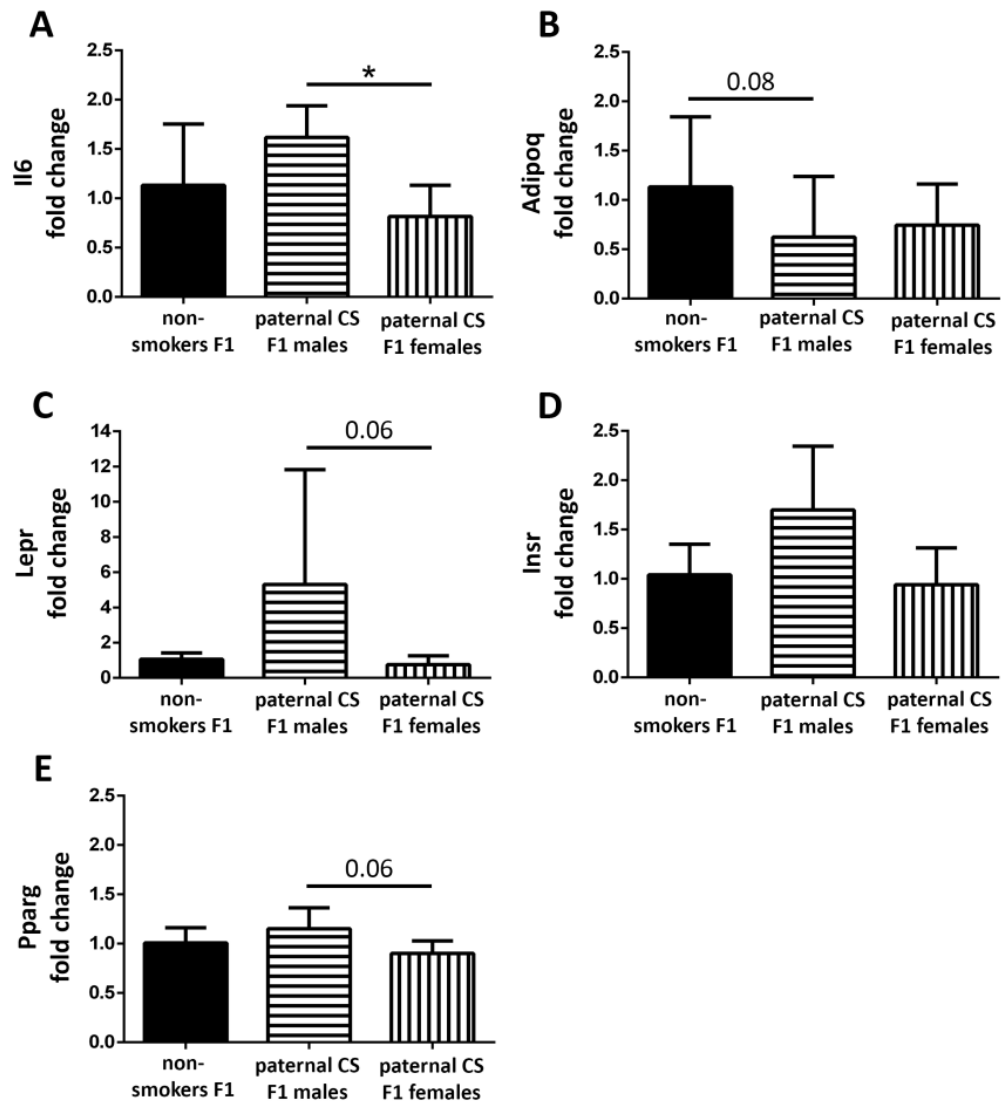 A
Il6
fold change
2.5
2.0
1.5
1.0
0.5
0.0
*
non-
smokers F1
paternal CS
F1 males
paternal CS
F1 females
B
Adipoq
fold change
2.5
2.0
1.5
1.0
0.5
0.0
0.08
non-
smokers F1
paternal CS
F1 males
paternal CS
F1 females
C
Lepr
fold change
14
12
10
8
6
4
2
0
0.06
non-
smokers F1
paternal CS
F1 males
paternal CS
F1 females
D
Insr
fold change
2.5
2.0
1.5
1.0
0.5
0.0
non-
smokers F1
paternal CS
F1 males
paternal CS
F1 females
E
Pparg
fold change
2.5
2.0
1.5
1.0
0.5
0.0
0.06
non-
smokers F1
paternal CS
F1 males
paternal CS
F1 females